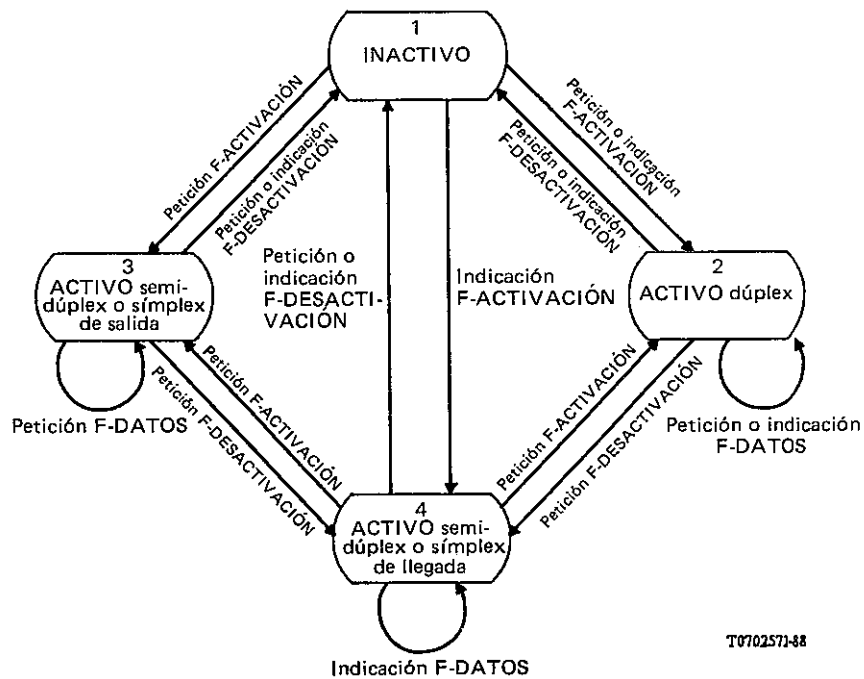 1
INACTIVO
Petición F-ACTIVACIÓN
Petición o indicación
F-DESACTIVACIÓN
Petición o indicación
F-ACTIVACIÓN
Petición o indicación
F-DESACTIVACIÓN
3
ACTIVO semi-
dúplex o símplex
de salida
Petición o
indicación
F-DESACTI-
VACIÓN
Indicación
F-ACTIVACIÓN
2
ACTIVO dúplex
Petición F-DATOS
Petición F-ACTIVACIÓN
Petición F-DESACTIVACIÓN
Petición F-ACTIVACIÓN
Petición F-DESACTIVACIÓN
Petición o indicación
F-DATOS
4
ACTIVO semi-
dúplex o símplex
de llegada
Indicación F-DATOS
T0702571-88